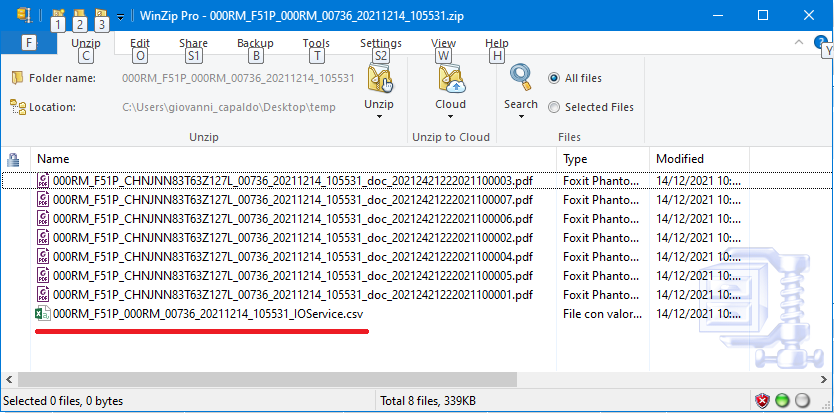 WinZip Pro - 000RM_F51P_000RM_00736_20211214_105531.zip
1 2 3
F Unzip Edit Share Backup Tools Settings View Help
C O S1 B T S2 W H Y
Folder name: 000RM_F51P_000RM_00736_20211214_105531
Location: C:\Users\giovanni_capaldo\Desktop\temp
Unzip Cloud Search
All files
Selected Files
Unzip Unzip to Cloud Files
Name Type Modified
000RM_F51P_CHNJNN83T63Z127L_00736_20211214_105531_doc_20212421222021100003.pdf Foxit Phanto... 14/12/2021 10:...
000RM_F51P_CHNJNN83T63Z127L_00736_20211214_105531_doc_20212421222021100007.pdf Foxit Phanto... 14/12/2021 10:...
000RM_F51P_CHNJNN83T63Z127L_00736_20211214_105531_doc_20212421222021100006.pdf Foxit Phanto... 14/12/2021 10:...
000RM_F51P_CHNJNN83T63Z127L_00736_20211214_105531_doc_20212421222021100002.pdf Foxit Phanto... 14/12/2021 10:...
000RM_F51P_CHNJNN83T63Z127L_00736_20211214_105531_doc_20212421222021100004.pdf Foxit Phanto... 14/12/2021 10:...
000RM_F51P_CHNJNN83T63Z127L_00736_20211214_105531_doc_20212421222021100005.pdf Foxit Phanto... 14/12/2021 10:...
000RM_F51P_CHNJNN83T63Z127L_00736_20211214_105531_doc_20212421222021100001.pdf Foxit Phanto... 14/12/2021 10:...
000RM_F51P_000RM_00736_20211214_105531_IOService.csv File con valor... 14/12/2021 10:...
Selected 0 files, 0 bytes Total 8 files, 339KB